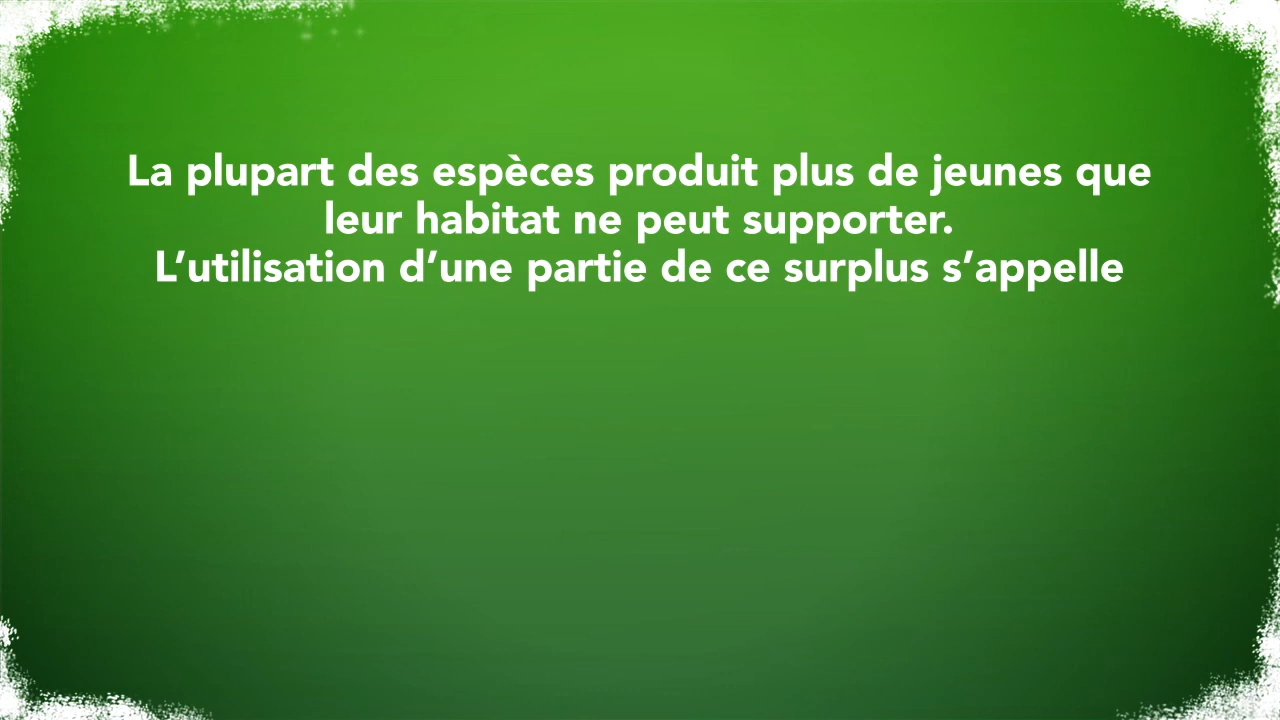 La plupart des espèces produit plus de jeunes que
leur habitat ne peut supporter.
L’utilisation d’une partie de ce surplus s’appelle